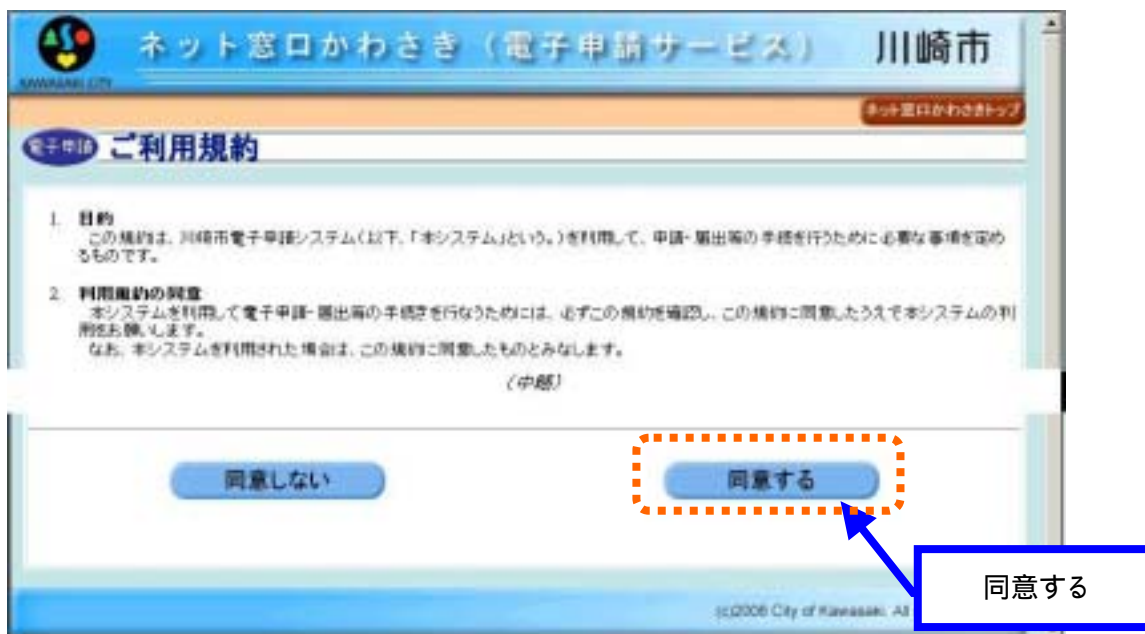 ネット窓口かわさき（電子申請サービス）
川崎市
KAWASAKI CITY
ネット窓口かわさきトップ
電子申請
ご利用規約
1. 目的
この規約は、川崎市電子申請システム（以下、「本システム」という。）を利用して、申請・届出等の手続を行うために必要な事項を定め
るものです。
2. 利用規約の同意
本システムを利用して電子申請・届出等の手続きを行なうためには、必ずこの規約を確認し、この規約に同意したうえで本システムの利
用をお願いします。
なお、本システムを利用された場合は、この規約に同意したものとみなします。
（中略）
同意しない
同意する
同意する
(c)2006 City of Kawasaki. All